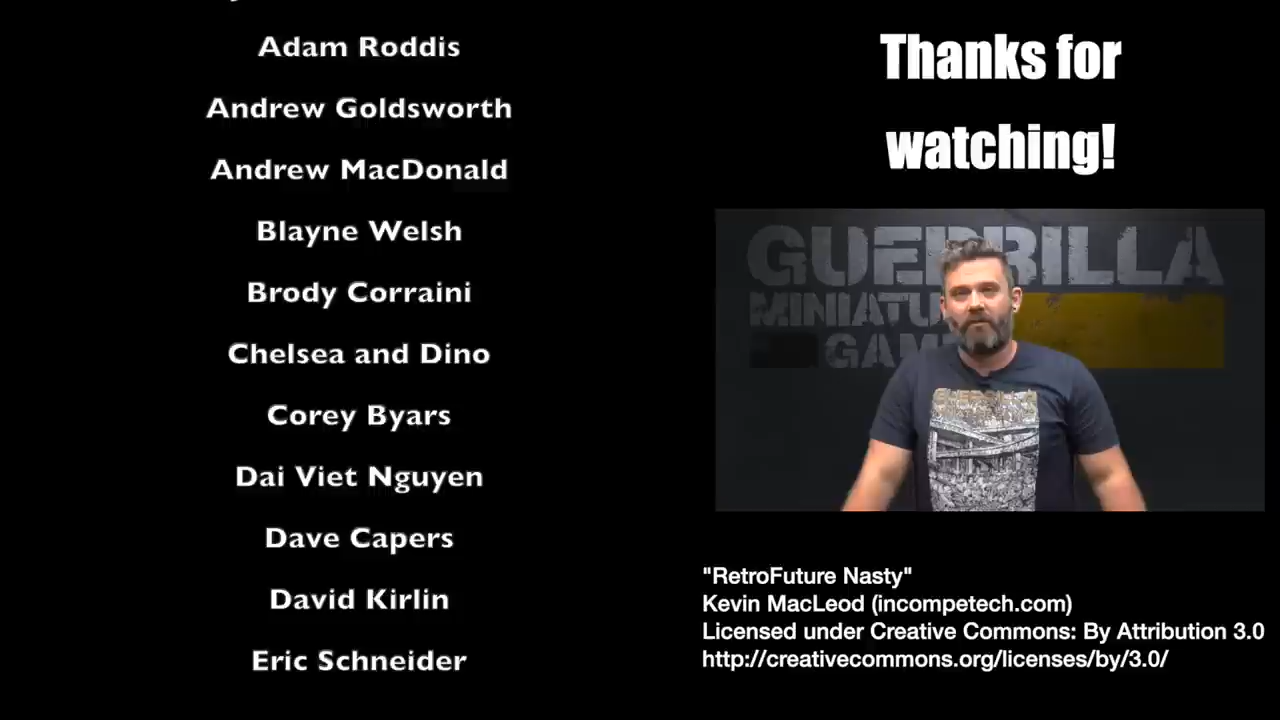 Adam Roddis
Andrew Goldsworth
Andrew MacDonald
Blayne Welsh
Brody Corraini
Chelsea and Dino
Corey Byars
Dai Viet Nguyen
Dave Capers
David Kirlin
Eric Schneider
Thanks for
watching!
GUERRILLA
MINIATU
GAM
"RetroFuture Nasty"
Kevin MacLeod (incompetech.com)
Licensed under Creative Commons: By Attribution 3.0
http://creativecommons.org/licenses/by/3.0/